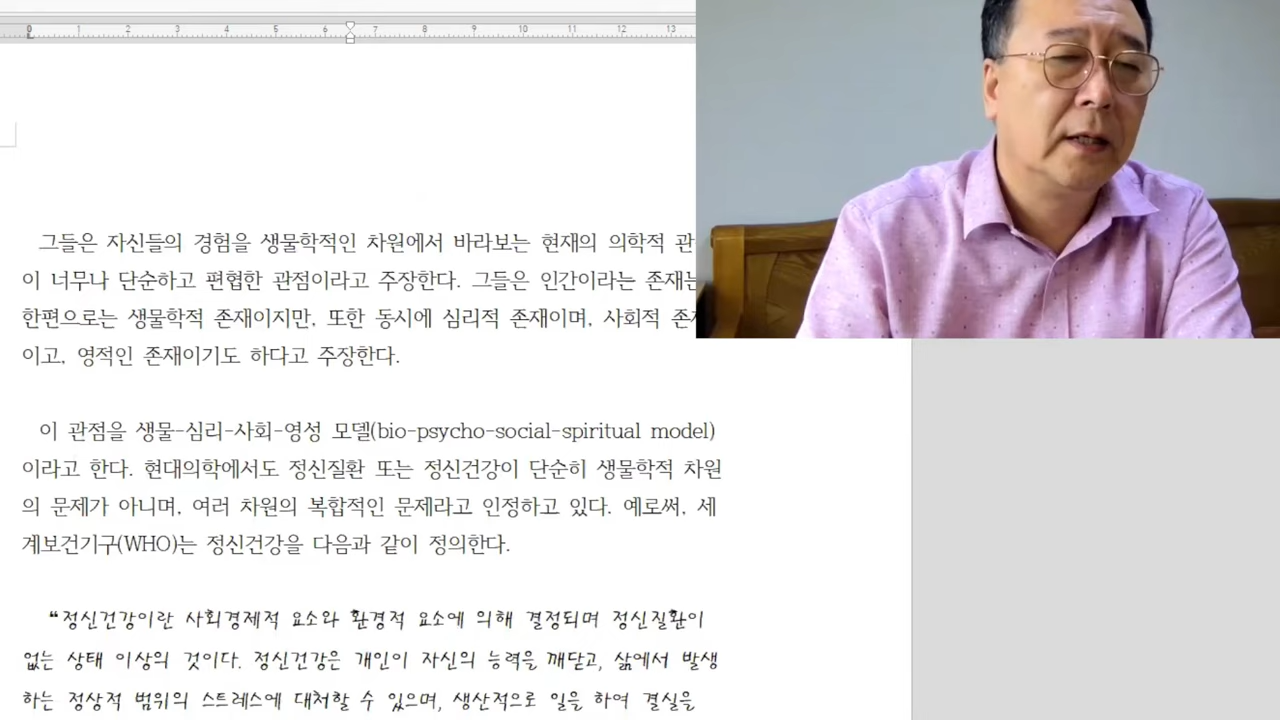 0 1 2 3 4 5 6 7 8 9 10 11 12 13
그들은 자신들의 경험을 생물학적인 차원에서 바라보는 현재의 의학적
이 너무나 단순하고 편협한 관점이라고 주장한다. 그들은 인간이라는 존재는
한편으로는 생물학적 존재이지만, 또한 동시에 심리적 존재이며, 사회적
이고, 영적인 존재이기도 하다고 주장한다.
이 관점을 생물-심리-사회-영성 모델(bio-psycho-social-spiritual model)
이라고 한다. 현대의학에서도 정신질환 또는 정신건강이 단순히 생물학적 차원
의 문제가 아니며, 여러 차원의 복합적인 문제라고 인정하고 있다. 예로써, 세
계보건기구(WHO)는 정신건강을 다음과 같이 정의한다.
“정신건강이란 사회경제적 요소와 환경적 요소에 의해 결정되며 정신질환이
없는 상태 이상의 것이다. 정신건강은 개인이 자신의 능력을 깨닫고, 삶에서 발생
하는 정상적 범위의 스트레스에 대처할 수 있으며, 생산적으로 일을 하여 결실을